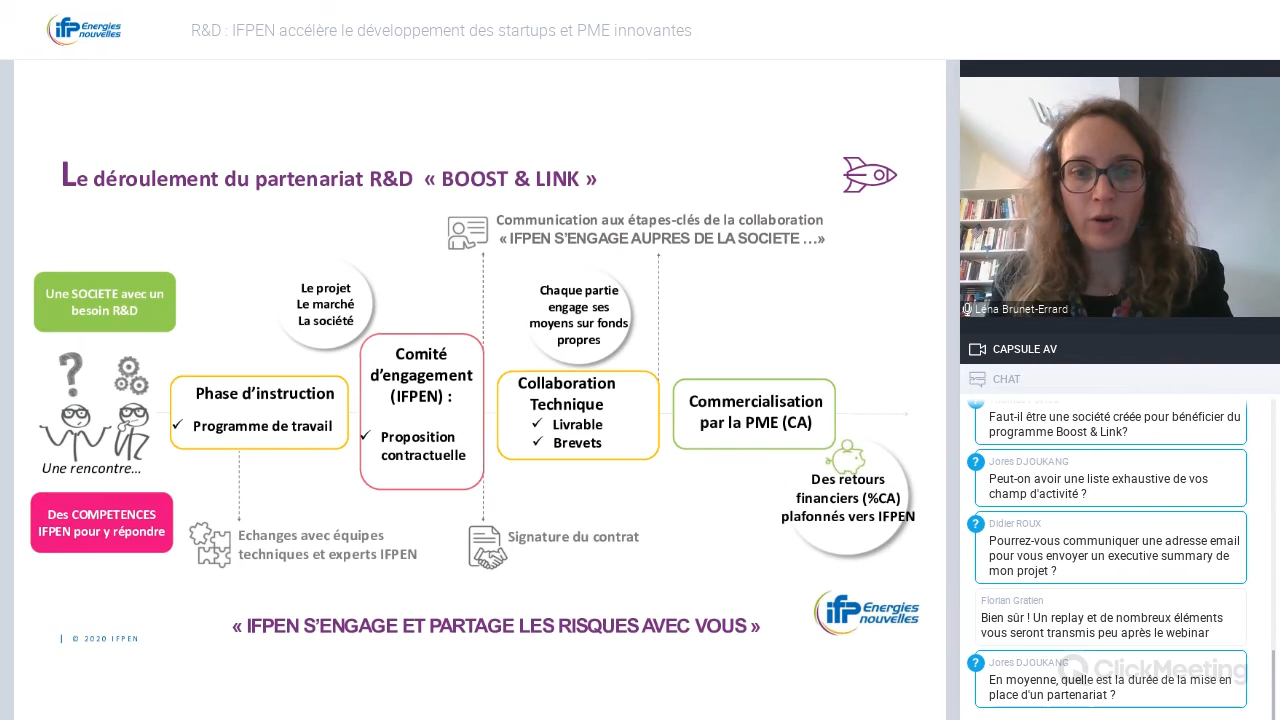 ifp Energies nouvelles
R&D : IFPEN accélère le développement des startups et PME innovantes
Le déroulement du partenariat R&D « BOOST & LINK »
Communication aux étapes-clés de la collaboration
« IFPEN S'ENGAGE AUPRES DE LA SOCIETE ...»
Une SOCIETE avec un
besoin R&D
Le projet
Le marché
La société
Chaque partie
engage ses
moyens sur fonds
propres
Phase d'instruction
✓ Programme de travail
Comité
d'engagement
(IFPEN) :
✓ Proposition
contractuelle
Collaboration
Technique
✓ Livrable
✓ Brevets
Commercialisation
par la PME (CA)
Une rencontre...
Des COMPETENCES
IFPEN pour y répondre
Des retours
financiers (%CA)
plafonnés vers IFPEN
Echanges avec équipes
techniques et experts IFPEN
Signature du contrat
« IFPEN S'ENGAGE ET PARTAGE LES RISQUES AVEC VOUS »
ifp Energies nouvelles
| © 2020 IFPEN
Léna Brunet-Errard
CAPSULE AV
CHAT
Faut-il être une société créée pour bénéficier du
programme Boost & Link?
? Jores DJOUKANG
Peut-on avoir une liste exhaustive de vos
champ d'activité ?
? Didier ROUX
Pourrez-vous communiquer une adresse email
pour vous envoyer un executive summary de
mon projet ?
Florian Gratien
Bien sûr ! Un replay et de nombreux éléments
vous seront transmis peu après le webinar
? Jores DJOUKANG
ClickMeeting
En moyenne, quelle est la durée de la mise en
place d'un partenariat ?